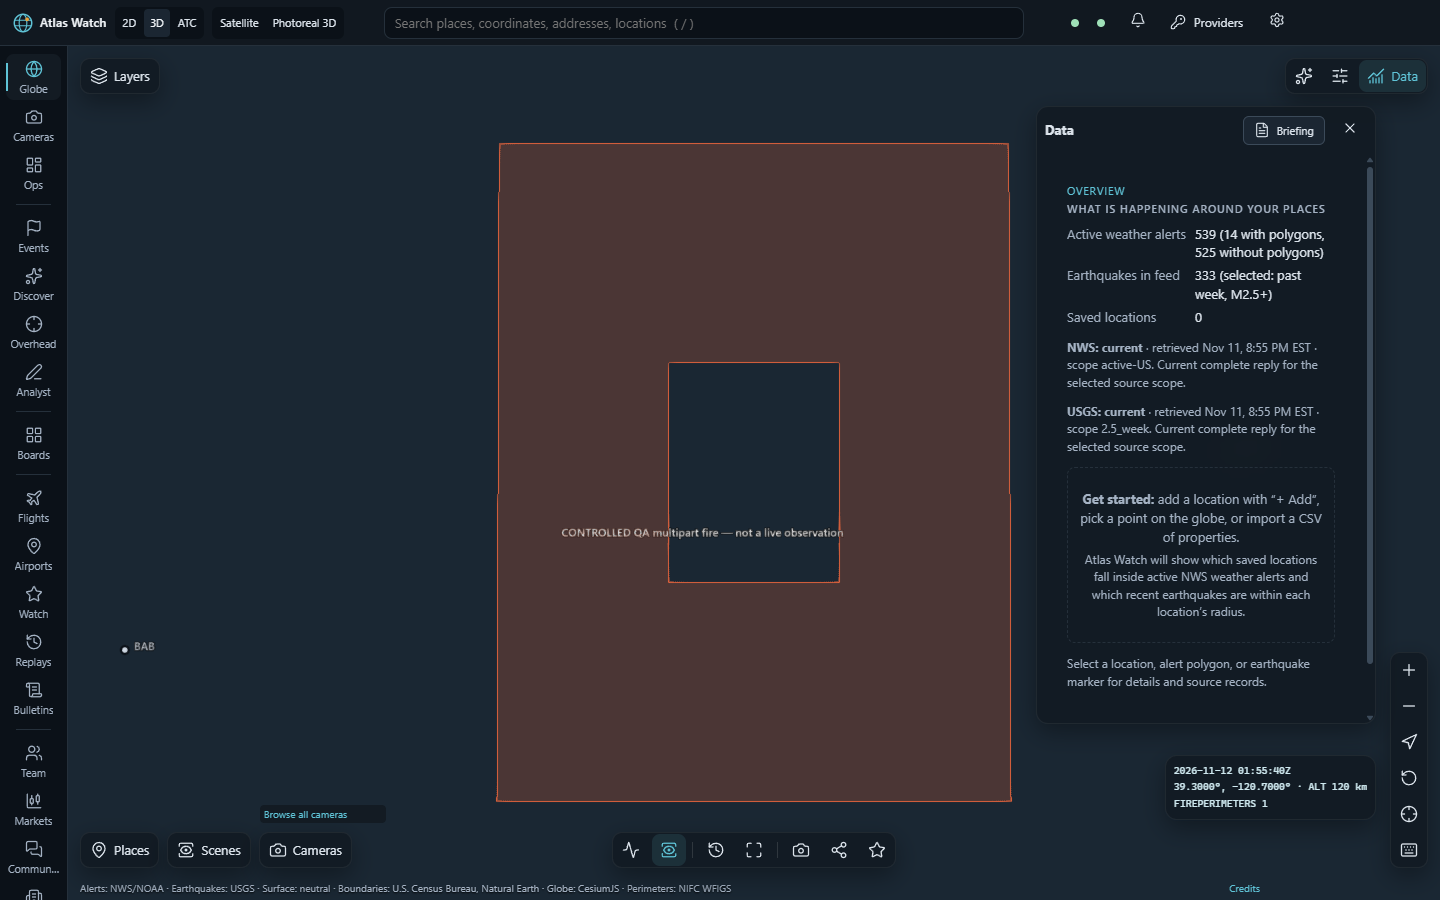 Atlas Watch
2D 3D ATC
Satellite Photoreal 3D
Search places, coordinates, addresses, locations ( / )
Providers
Globe
Cameras
Ops
Events
Discover
Overhead
Analyst
Boards
Flights
Airports
Watch
Replays
Bulletins
Team
Markets
Commun...
Layers
Data
Data
Briefing
OVERVIEW
WHAT IS HAPPENING AROUND YOUR PLACES
Active weather alerts 539 (14 with polygons,
525 without polygons)
Earthquakes in feed 333 (selected: past
week, M2.5+)
Saved locations 0
NWS: current · retrieved Nov 11, 8:55 PM EST ·
scope active-US. Current complete reply for the
selected source scope.
USGS: current · retrieved Nov 11, 8:55 PM EST ·
scope 2.5_week. Current complete reply for the
selected source scope.
Get started: add a location with “+ Add”,
pick a point on the globe, or import a CSV
of properties.
Atlas Watch will show which saved locations
fall inside active NWS weather alerts and
which recent earthquakes are within each
location’s radius.
Select a location, alert polygon, or earthquake
marker for details and source records.
CONTROLLED QA multipart fire — not a live observation
BAB
2026-11-12 01:55:40Z
39.3000°, -120.7000° · ALT 120 km
FIREPERIMETERS 1
Browse all cameras
Places
Scenes
Cameras
Alerts: NWS/NOAA · Earthquakes: USGS · Surface: neutral · Boundaries: U.S. Census Bureau, Natural Earth · Globe: CesiumJS · Perimeters: NIFC WFIGS
Credits